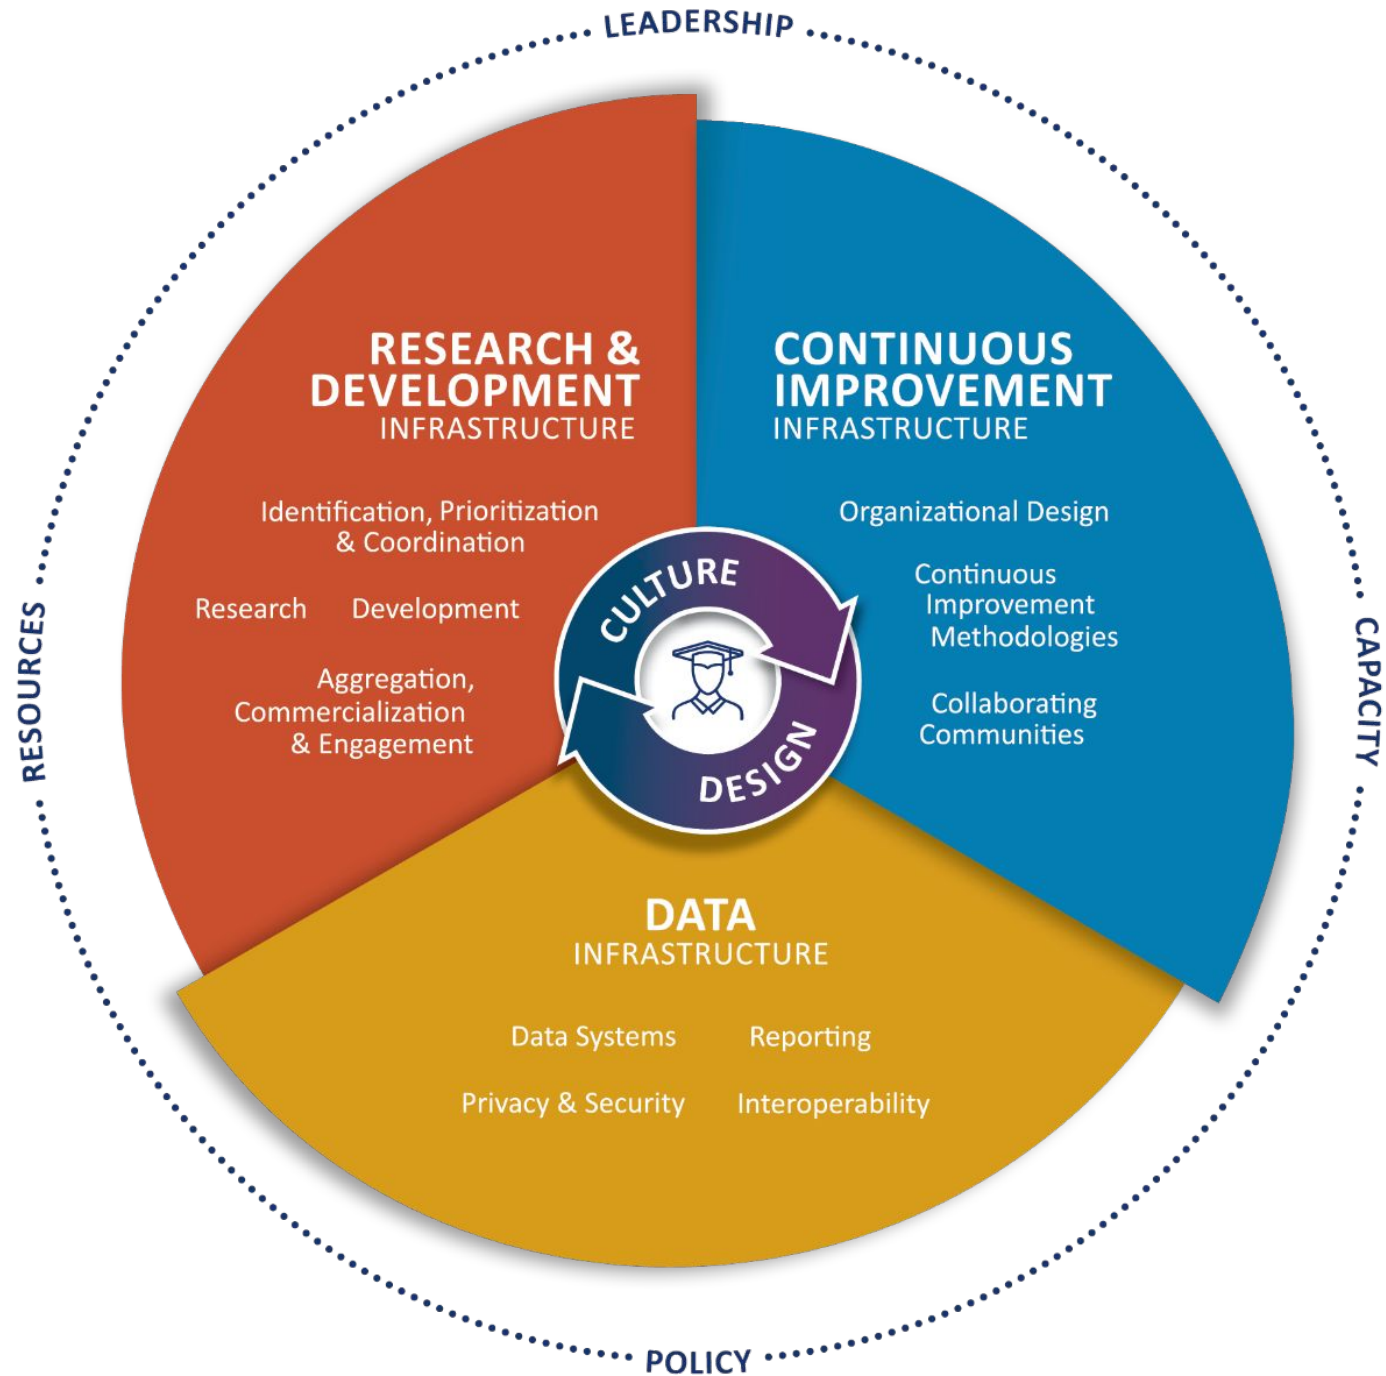 LEADERSHIP
RESEARCH &
DEVELOPMENT
INFRASTRUCTURE
Identification, Prioritization
& Coordination
Research Development
Aggregation,
Commercialization
& Engagement
CONTINUOUS
IMPROVEMENT
INFRASTRUCTURE
Organizational Design
Continuous
Improvement
Methodologies
Collaborating
Communities
CULTURE
DESIGN
RESOURCES
CAPACITY
DATA
INFRASTRUCTURE
Data Systems Reporting
Privacy & Security Interoperability
POLICY